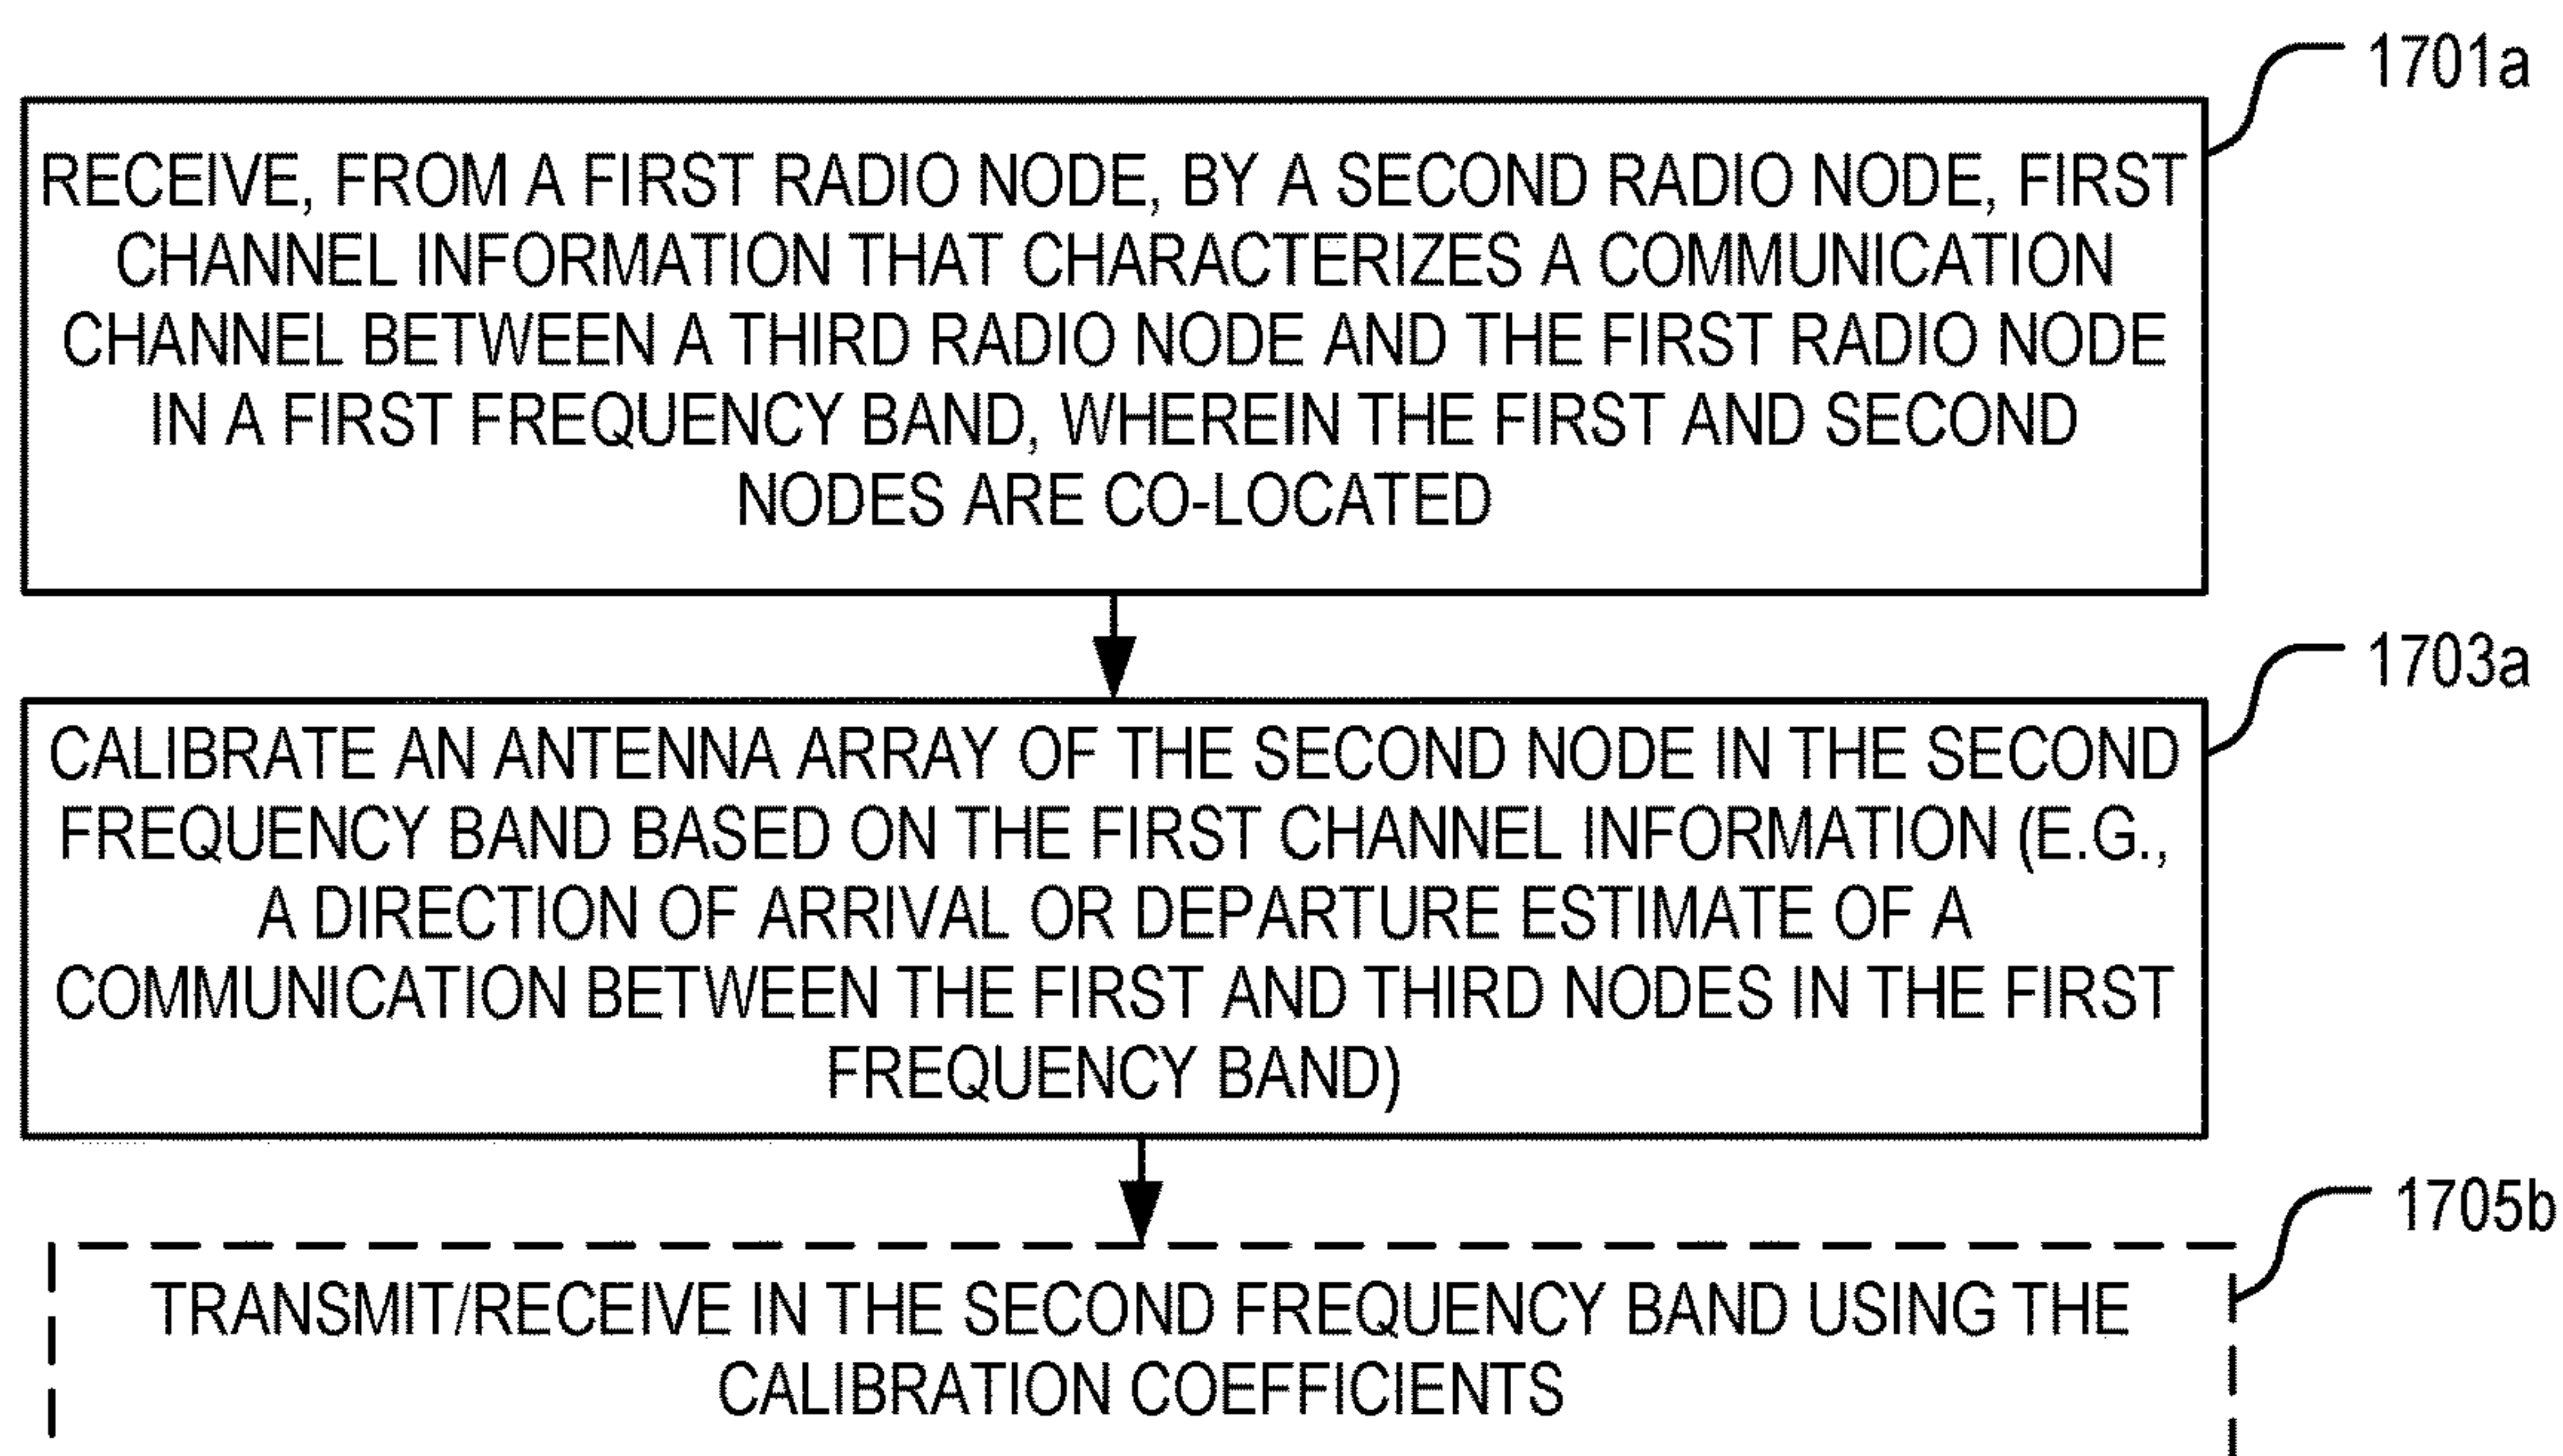 1701a
RECEIVE, FROM A FIRST RADIO NODE, BY A SECOND RADIO NODE, FIRST
CHANNEL INFORMATION THAT CHARACTERIZES A COMMUNICATION
CHANNEL BETWEEN A THIRD RADIO NODE AND THE FIRST RADIO NODE
IN A FIRST FREQUENCY BAND, WHEREIN THE FIRST AND SECOND
NODES ARE CO-LOCATED
1703a
CALIBRATE AN ANTENNA ARRAY OF THE SECOND NODE IN THE SECOND
FREQUENCY BAND BASED ON THE FIRST CHANNEL INFORMATION (E.G.,
A DIRECTION OF ARRIVAL OR DEPARTURE ESTIMATE OF A
COMMUNICATION BETWEEN THE FIRST AND THIRD NODES IN THE FIRST
FREQUENCY BAND)
1705b
TRANSMIT/RECEIVE IN THE SECOND FREQUENCY BAND USING THE
CALIBRATION COEFFICIENTS